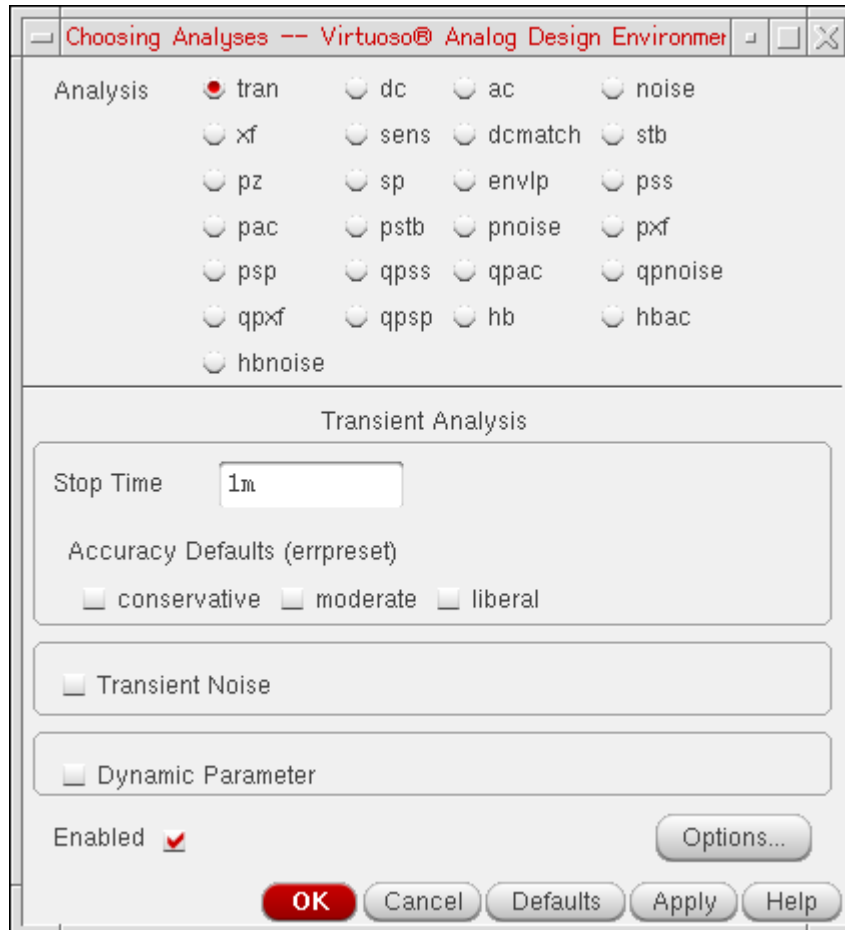 Choosing Analyses -- Virtuoso® Analog Design Environmer
Analysis tran dc ac noise
xf sens dcmatch stb
pz sp envlp pss
pac pstb pnoise pxf
psp qpss qpac qpnoise
qpxf qpsp hb hbac
hbnoise
Transient Analysis
Stop Time 1m
Accuracy Defaults (errpreset)
conservative moderate liberal
Transient Noise
Dynamic Parameter
Enabled Options...
OK Cancel Defaults Apply Help